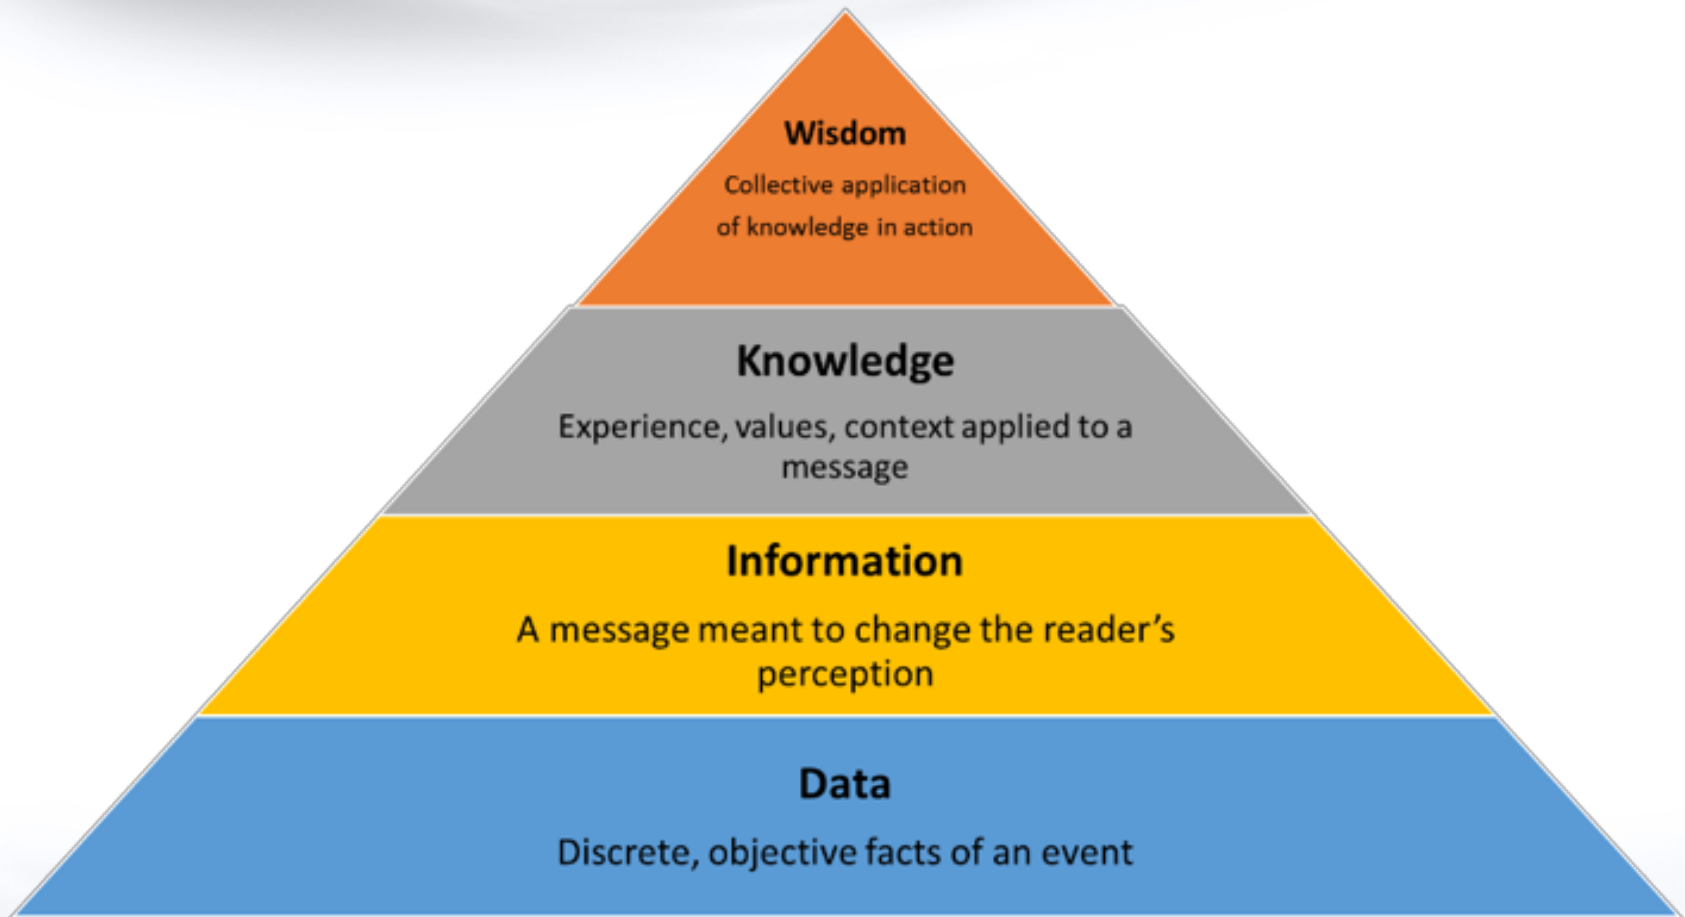 Wisdom
Collective application
of knowledge in action
Knowledge
Experience, values, context applied to a
message
Information
A message meant to change the reader’s
perception
Data
Discrete, objective facts of an event